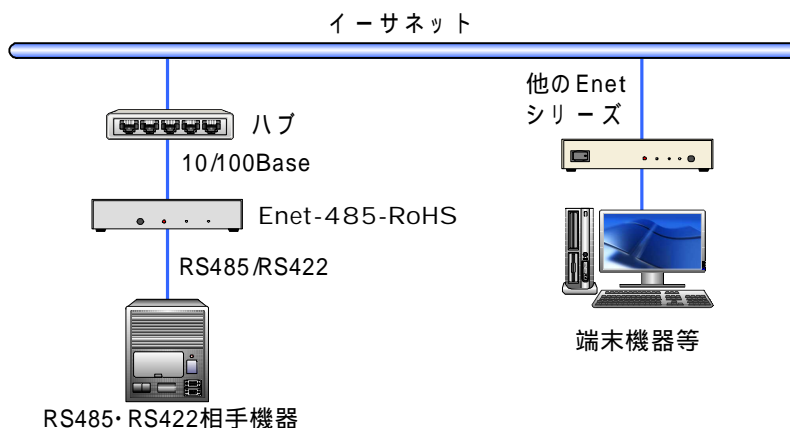 イーサネット
他のEnet
シリーズ
ハブ
10/100Base
Enet-485-RoHS
RS485/RS422
端末機器等
RS485・RS422相手機器